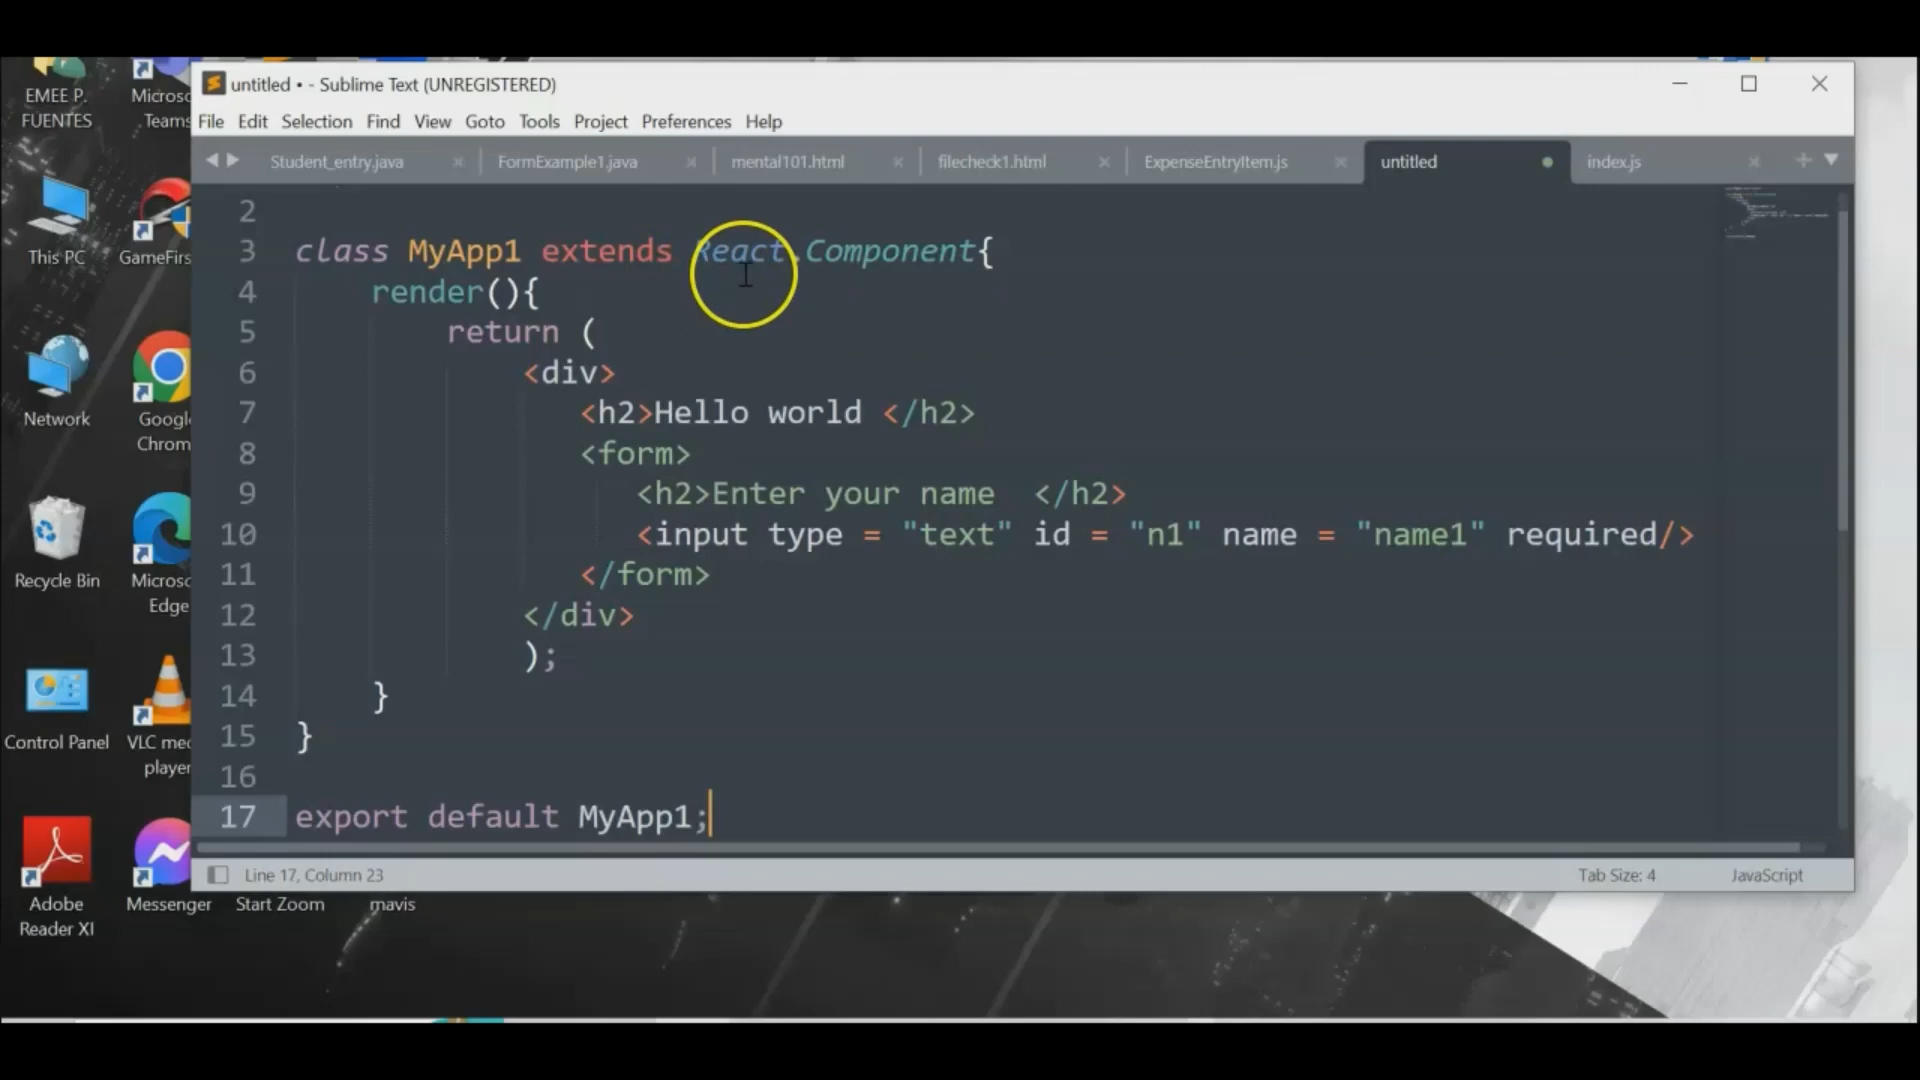 EMEE P.
FUENTES
Microsc
Teams
This PC
GameFirs
Network
Google
Chrom
Recycle Bin
Microsc
Edge
Control Panel
VLC mec
player
Adobe
Reader XI
Messenger
Start Zoom
mavis
untitled • - Sublime Text (UNREGISTERED)
File Edit Selection Find View Goto Tools Project Preferences Help
Student_entry.java FormExample1.java mental101.html filecheck1.html ExpenseEntryItem.js untitled index.js
2
3 class MyApp1 extends React.Component{
4 render(){
5 return (
6 <div>
7 <h2>Hello world </h2>
8 <form>
9 <h2>Enter your name </h2>
10 <input type = "text" id = "n1" name = "name1" required/>
11 </form>
12 </div>
13 );
14 }
15 }
16
17 export default MyApp1;
Line 17, Column 23 Tab Size: 4 JavaScript